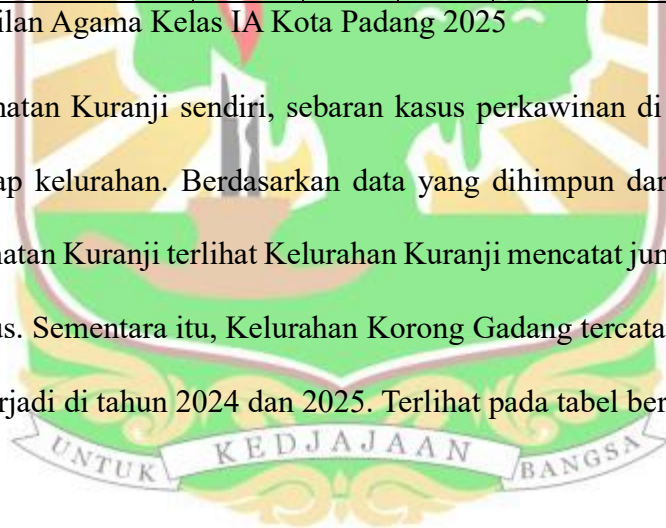 ilan Agama Kelas IA Kota Padang 2025
natan Kuranji sendiri, sebaran kasus perkawinan di
ap kelurahan. Berdasarkan data yang dihimpun dar
natan Kuranji terlihat Kelurahan Kuranji mencatat jun
us. Sementara itu, Kelurahan Korong Gadang tercata
rjadi di tahun 2024 dan 2025. Terlihat pada tabel ber
UNTUK KEDJAJAAN BANGSA